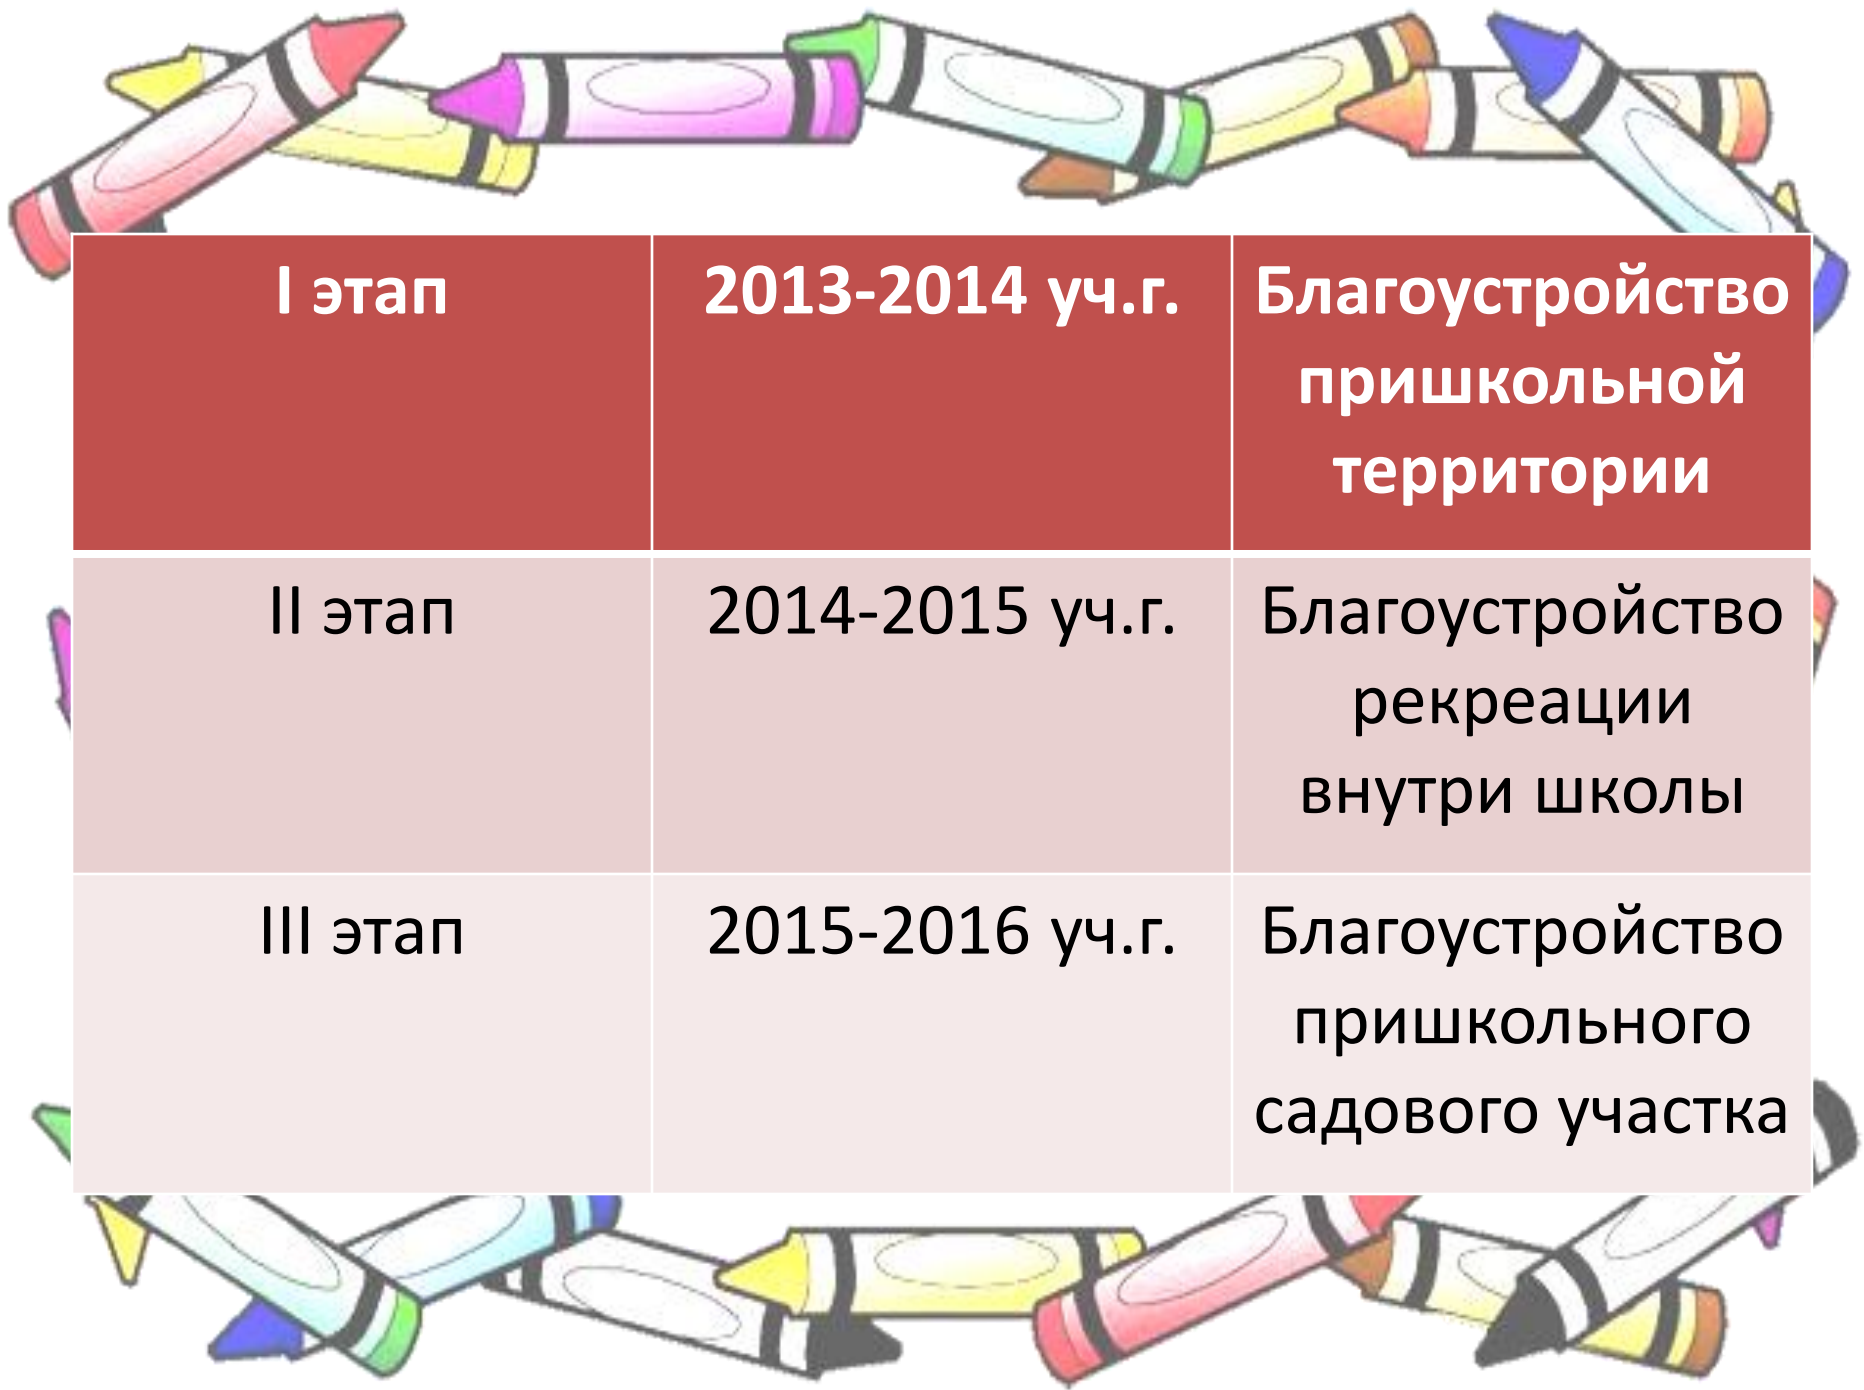 I этап
2013-2014 уч.г.
Благоустройство
пришкольной
территории
II этап
2014-2015 уч.г.
Благоустройство
рекреации
внутри школы
III этап
2015-2016 уч.г.
Благоустройство
пришкольного
садового участка